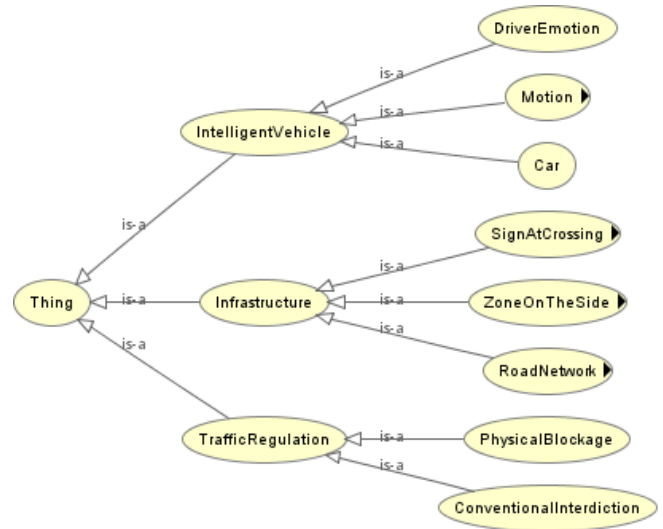 DriverEmotion
is-a
Motion
is-a
IntelligentVehicle
is-a
Car
is-a
SignAtCrossing
is-a
Thing
is-a
Infrastructure
is-a
ZoneOnTheSide
is-a
is-a
RoadNetwork
TrafficRegulation
is-a
PhysicalBlockage
is-a
ConventionalInterdiction